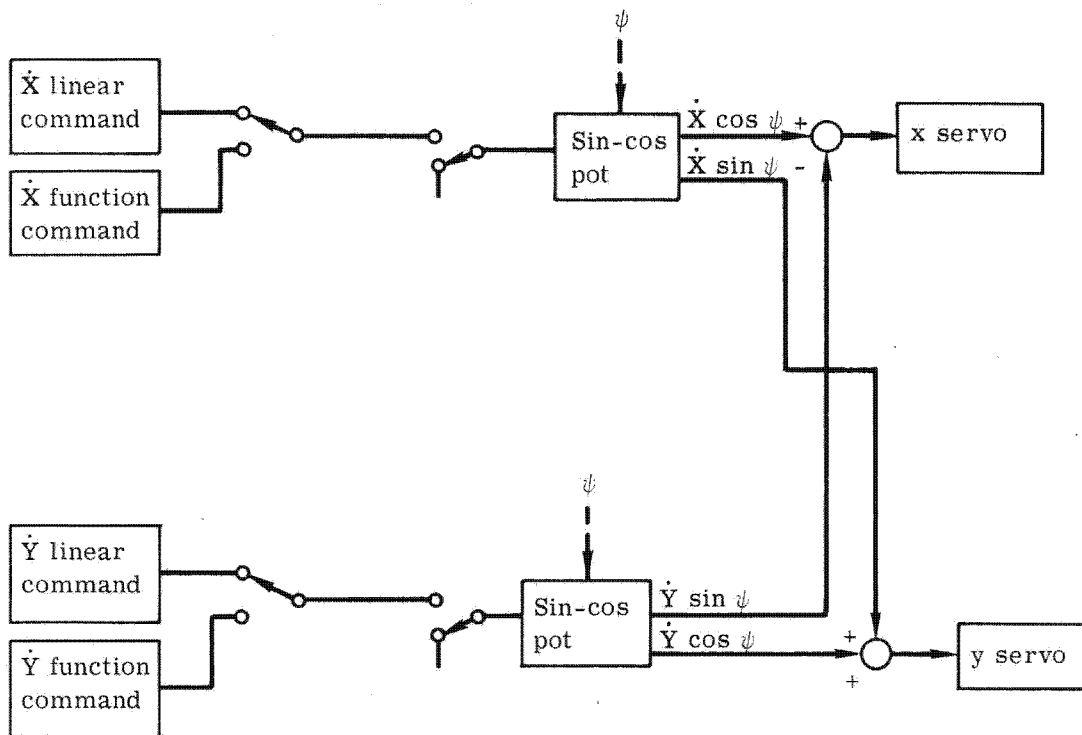 ψ
Ẋ linear
command
Ẋ function
command
Sin-cos
pot
Ẋ cos ψ +
Ẋ sin ψ -
x servo
ψ
Ẏ linear
command
Ẏ function
command
Sin-cos
pot
Ẏ sin ψ
Ẏ cos ψ
+
+
y servo